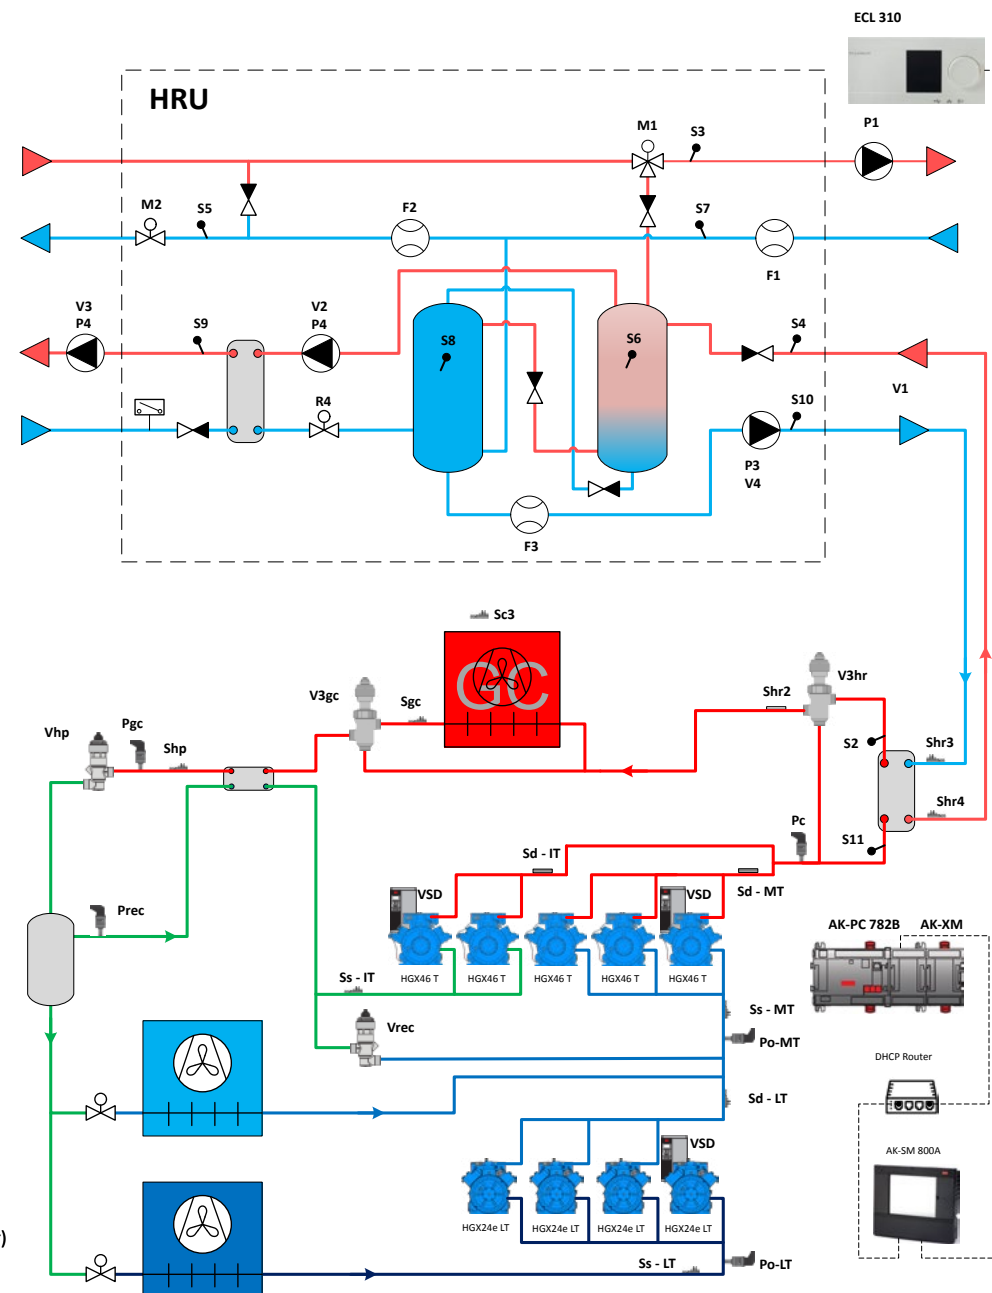 ECL 310
HRU
M1
S3
P1
M2
S5
F2
S7
F1
V3
P4
S9
V2
P4
S8
S6
S4
V1
R4
S10
P3
V4
F3
Sc3
GC
V3gc
Sgc
Shr2
V3hr
Vhp
Pgc
Shp
S2
Shr3
Shr4
Pc
S11
Sd - IT
Sd - MT
VSD
VSD
Prec
HGX46 T
HGX46 T
HGX46 T
HGX46 T
HGX46 T
AK-PC 782B
AK-XM
Ss - IT
Ss - MT
Vrec
Po-MT
DHCP Router
Sd - LT
VSD
AK-SM 800A
HGX24e LT
HGX24e LT
HGX24e LT
HGX24e LT
)
Ss - LT
Po-LT